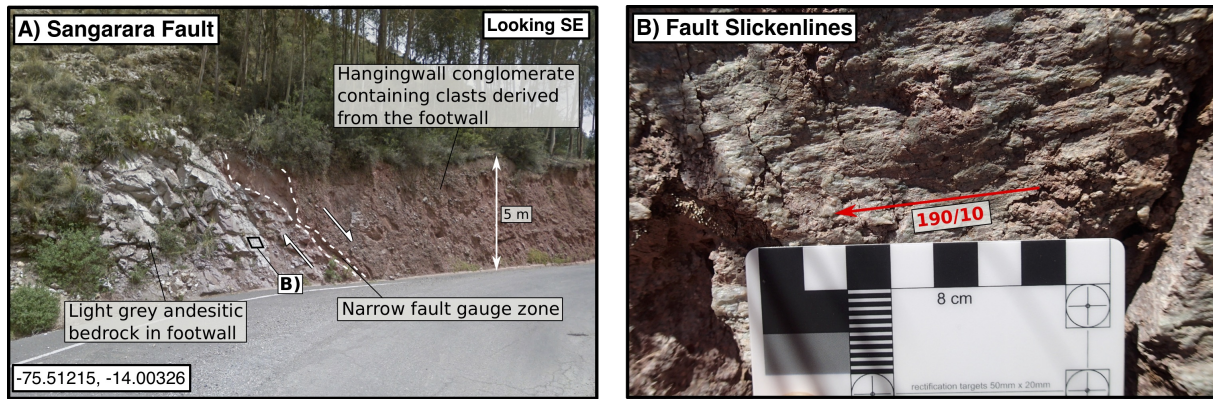 A) Sangarara Fault
Looking SE
Hangingwall conglomerate
containing clasts derived
from the footwall
5 m
B)
Light grey andesitic
bedrock in footwall
Narrow fault gauge zone
-75.51215, -14.00326
B) Fault Slickenlines
190/10
8 cm
rectification targets 50mm x 20mm